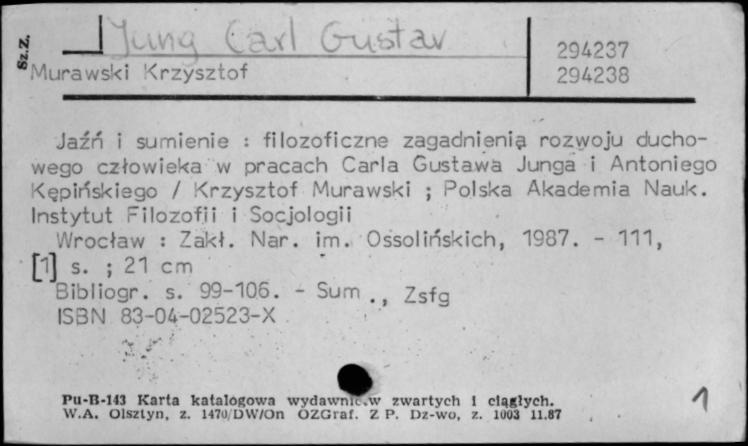 Sz.Z.
Jung Carl Gustav
294237
Murawski Krzysztof
294238
Jaźń i sumienie : filozoficzne zagadnienia rozwoju ducho-
wego człowieka w pracach Carla Gustawa Junga i Antoniego
Kępińskiego / Krzysztof Murawski ; Polska Akademia Nauk.
Instytut Filozofii i Socjologii
Wrocław : Zakł. Nar. im. Ossolińskich, 1987. - 111,
[1] s. ; 21 cm
Bibliogr. s. 99-106. - Sum., Zsfg
ISBN 83-04-02523-X
Pu-B-143 Karta katalogowa wydawnictw zwartych i ciągłych.
W.A. Olsztyn, z. 1470/DW/On OZGraf. Z P. Dz-wo, z. 1003 11.87
1